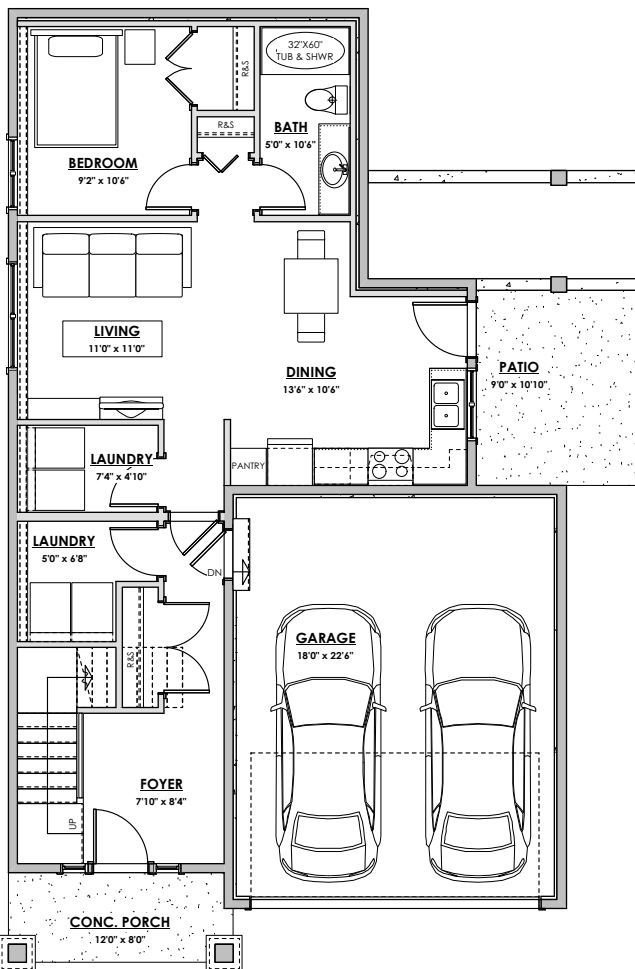 32"X60"
TUB & SHWR
R&S
R&S
BATH
5'0" x 10'6"
BEDROOM
9'2" x 10'6"
LIVING
11'0" x 11'0"
DINING
13'6" x 10'6"
PATIO
9'0" x 10'10"
PANTRY
LAUNDRY
7'4" x 4'10"
LAUNDRY
5'0" x 6'8"
DN
R&S
GARAGE
18'0" x 22'6"
FOYER
7'10" x 8'4"
UP
CONC. PORCH
12'0" x 8'0"